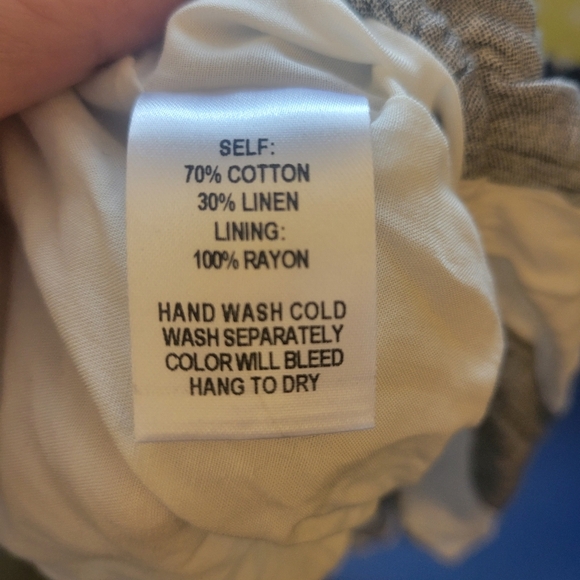 SELF:
70% COTTON
30% LINEN
LINING:
100% RAYON
HAND WASH COLD
WASH SEPARATELY
COLOR WILL BLEED
HANG TO DRY